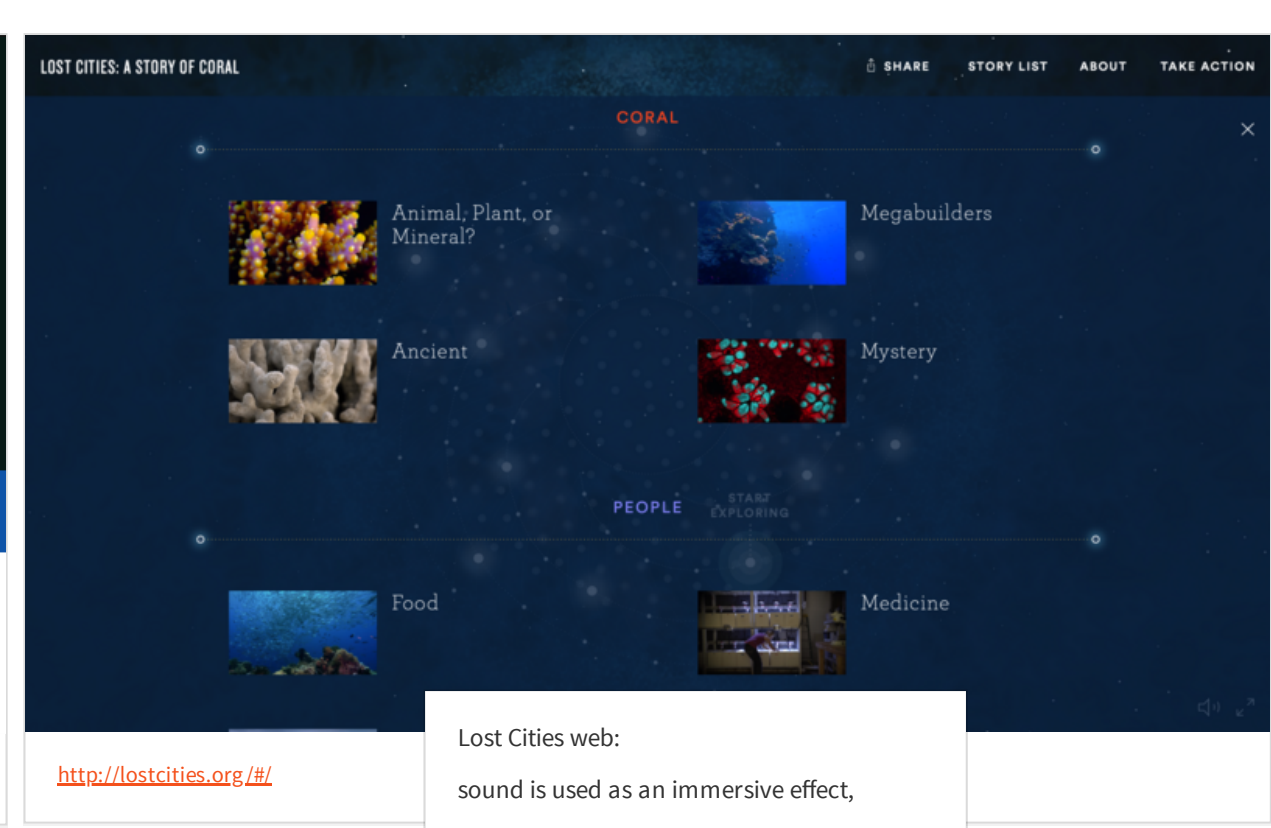 LOST CITIES: A STORY OF CORAL
SHARE
STORY LIST
ABOUT
TAKE ACTION
CORAL
Animal, Plant, or
Mineral?
Megabuilders
Ancient
Mystery
PEOPLE
START
EXPLORING
Food
Medicine
http://lostcities.org/#/
Lost Cities web:
sound is used as an immersive effect,